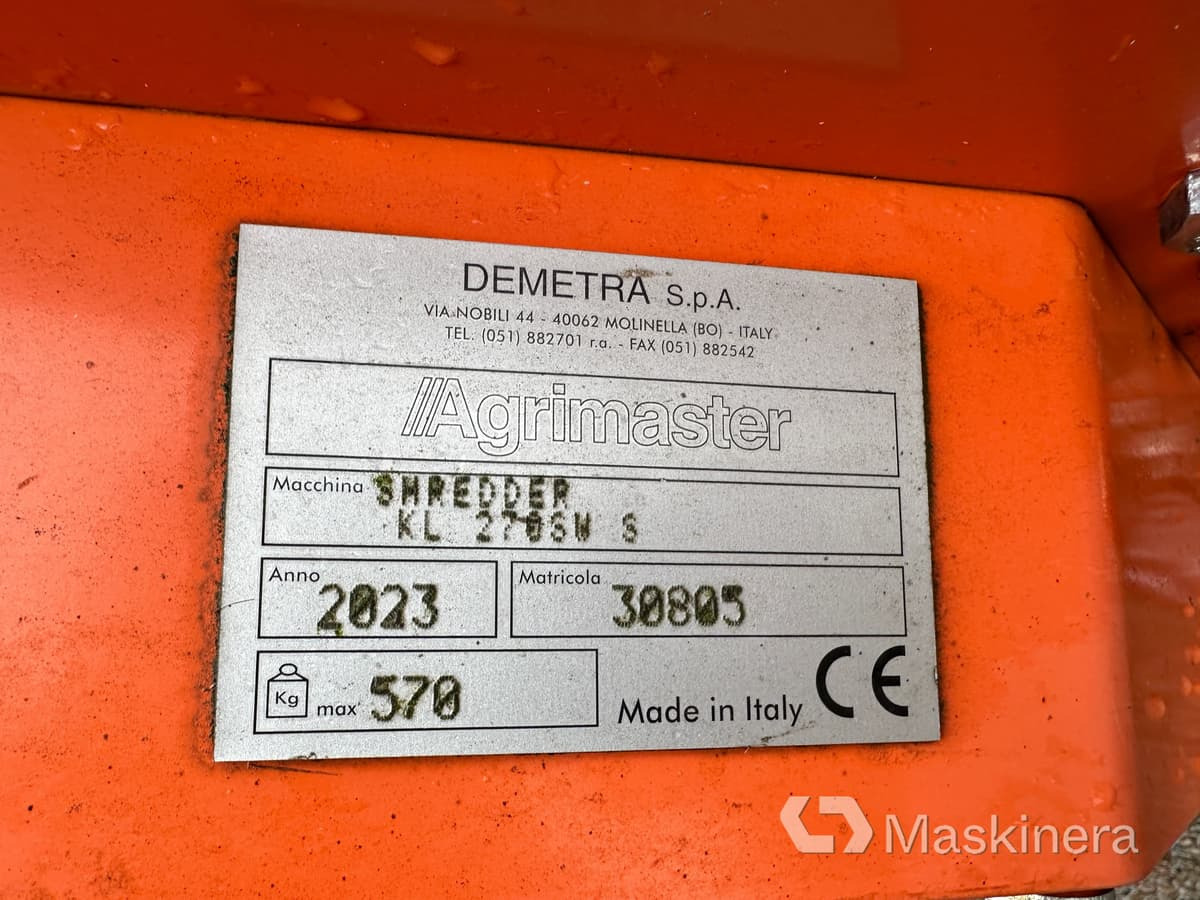 DEMETRA S.p.A.
VIA NOBILI 44 - 40062 MOLINELLA (BO) - ITALY
TEL. (051) 882701 r.a. - FAX (051) 882542
Agrimaster
Macchina SHREDDER
KL 270SW S
Anno 2023 Matricola 30805
Kg max 570 Made in Italy CE
Maskinera